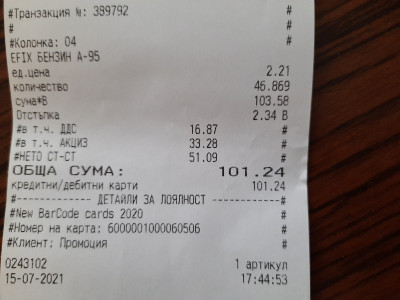 #Транзакция №: 399792 #
# #
#Колонка: 04 #
EFIX БЕНЗИН А-95
ед.цена 2.21
количество 46.869
сума*В 103.58
Отстъпка 2.34 В
#в т.ч. ДДС 16.87 #
#в т.ч. АКЦИЗ 33.28 #
#НЕТО СТ-СТ 51.09 #
ОБЩА СУМА: 101.24
кредитни/дебитни карти 101.24
#------------- ДЕТАЙЛИ ЗА ЛОЯЛНОСТ ------------#
#New BarCode cards 2020 #
#Номер на карта: 6000001000060506 #
#Клиент: Промоция #
0243102 1 артикул
15-07-2021 17:44:53